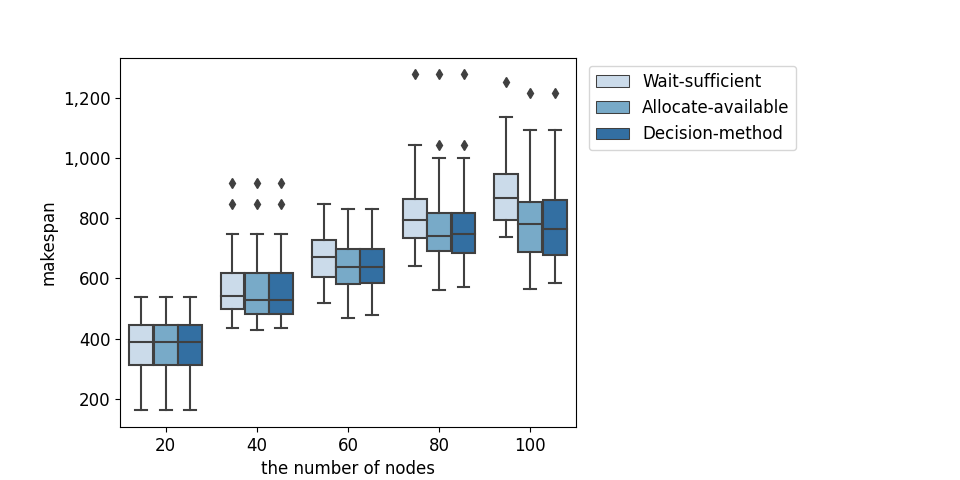 makespan
1,200
1,000
800
600
400
200
20 40 60 80 100
the number of nodes
Wait-sufficient
Allocate-available
Decision-method